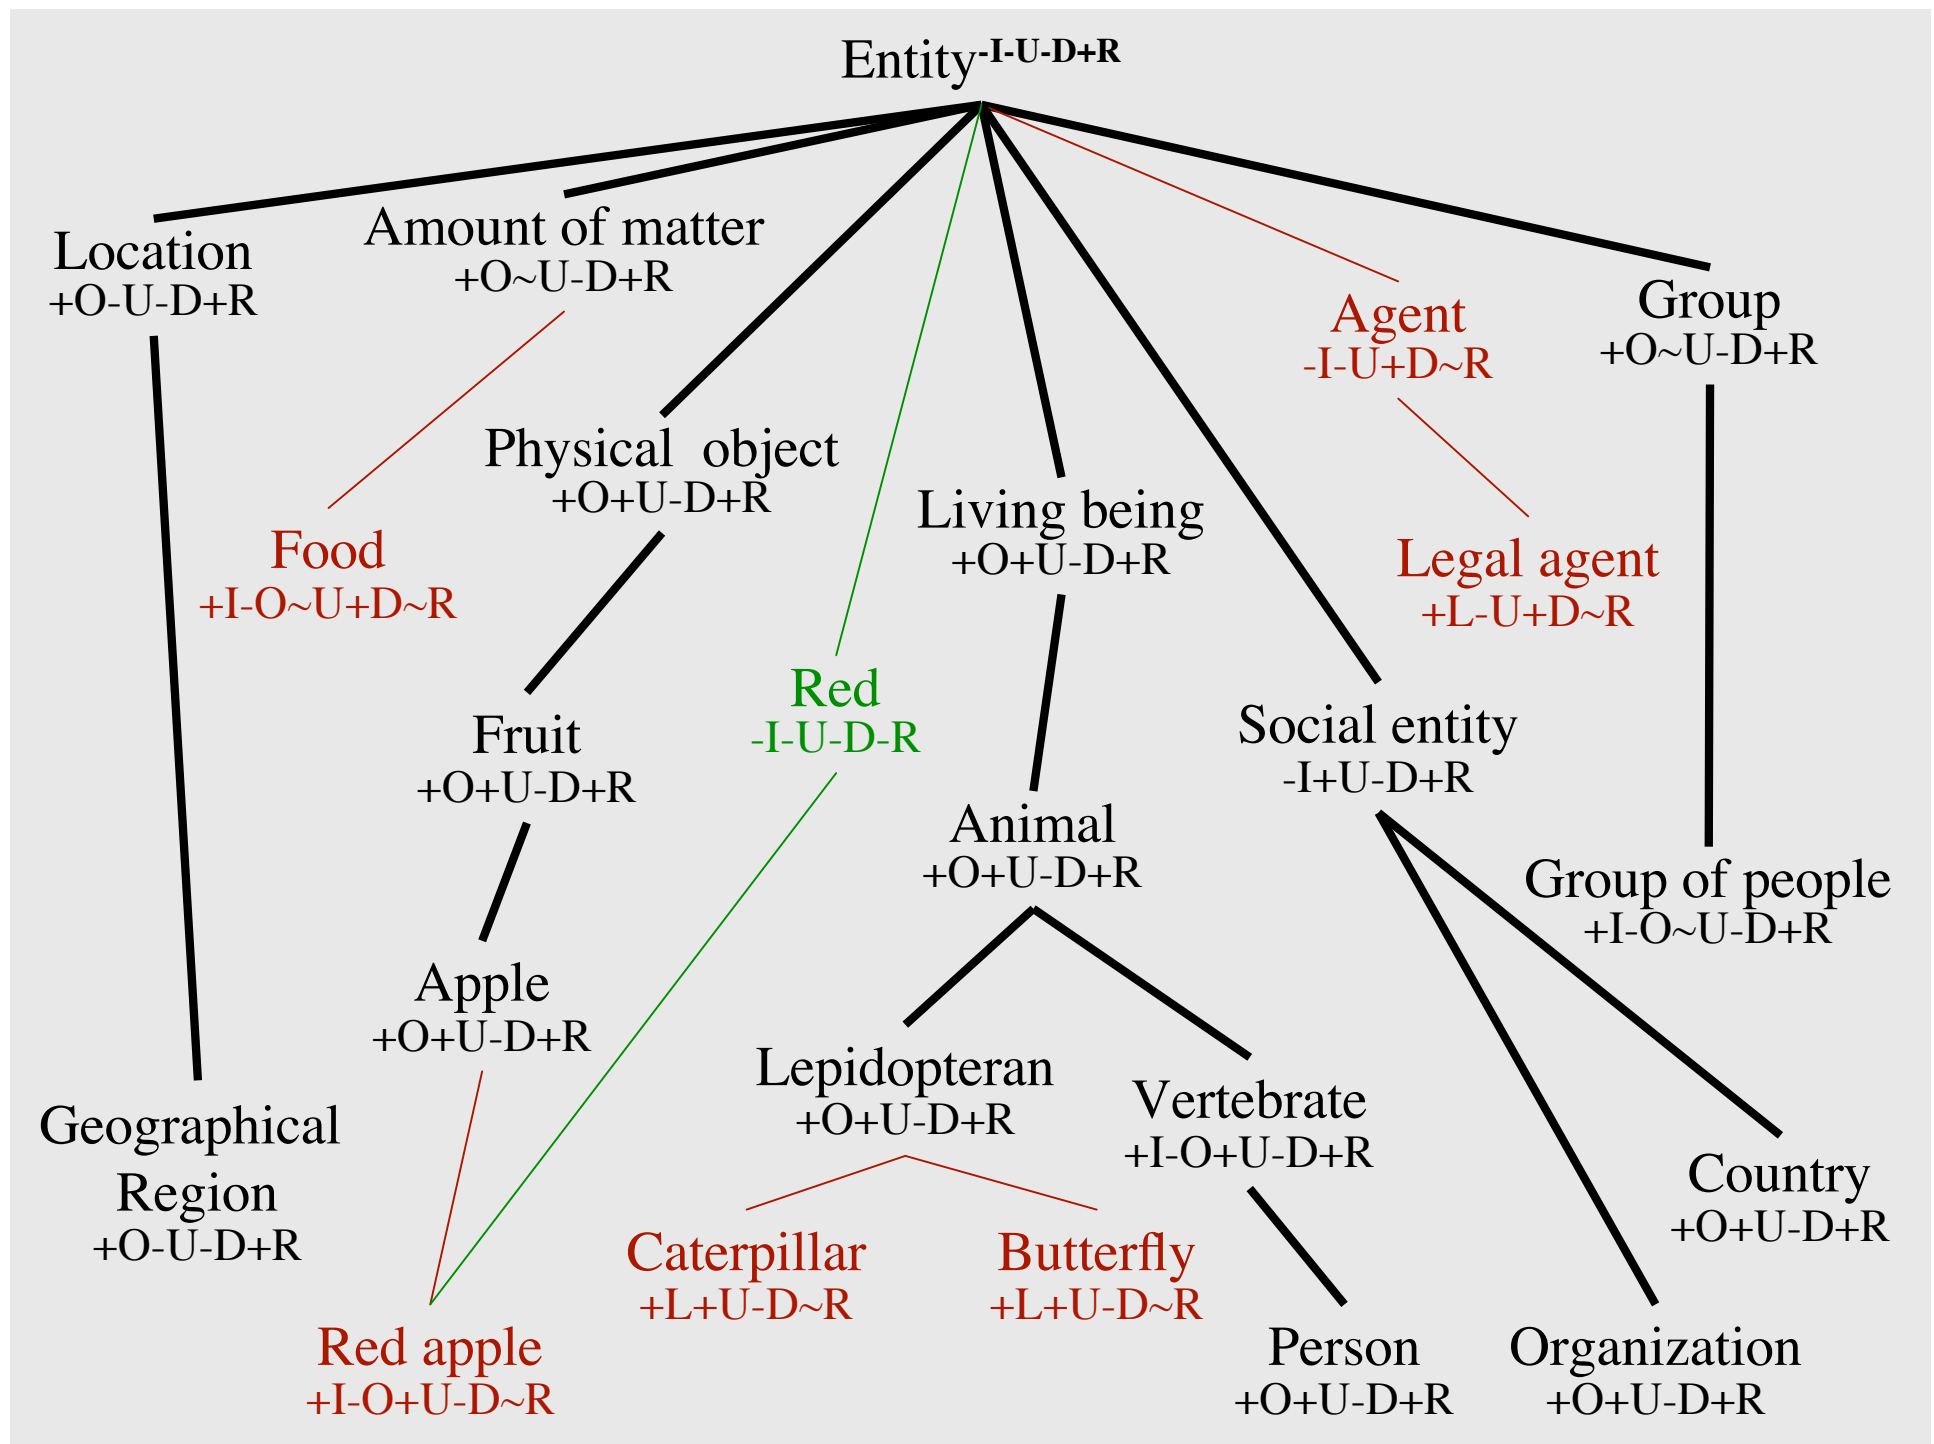 Entity-I-U-D+R
Location
+O-U-D+R
Amount of matter
+O~U-D+R
Agent
-I-U+D~R
Group
+O~U-D+R
Physical object
+O+U-D+R
Living being
+O+U-D+R
Food
+I-O~U+D~R
Legal agent
+L-U+D~R
Red
-I-U-D-R
Fruit
+O+U-D+R
Social entity
-I+U-D+R
Animal
+O+U-D+R
Group of people
+I-O~U-D+R
Apple
+O+U-D+R
Lepidopteran
+O+U-D+R
Vertebrate
+I-O+U-D+R
Geographical
Region
+O-U-D+R
Country
+O+U-D+R
Caterpillar
+L+U-D~R
Butterfly
+L+U-D~R
Red apple
+I-O+U-D~R
Person
+O+U-D+R
Organization
+O+U-D+R